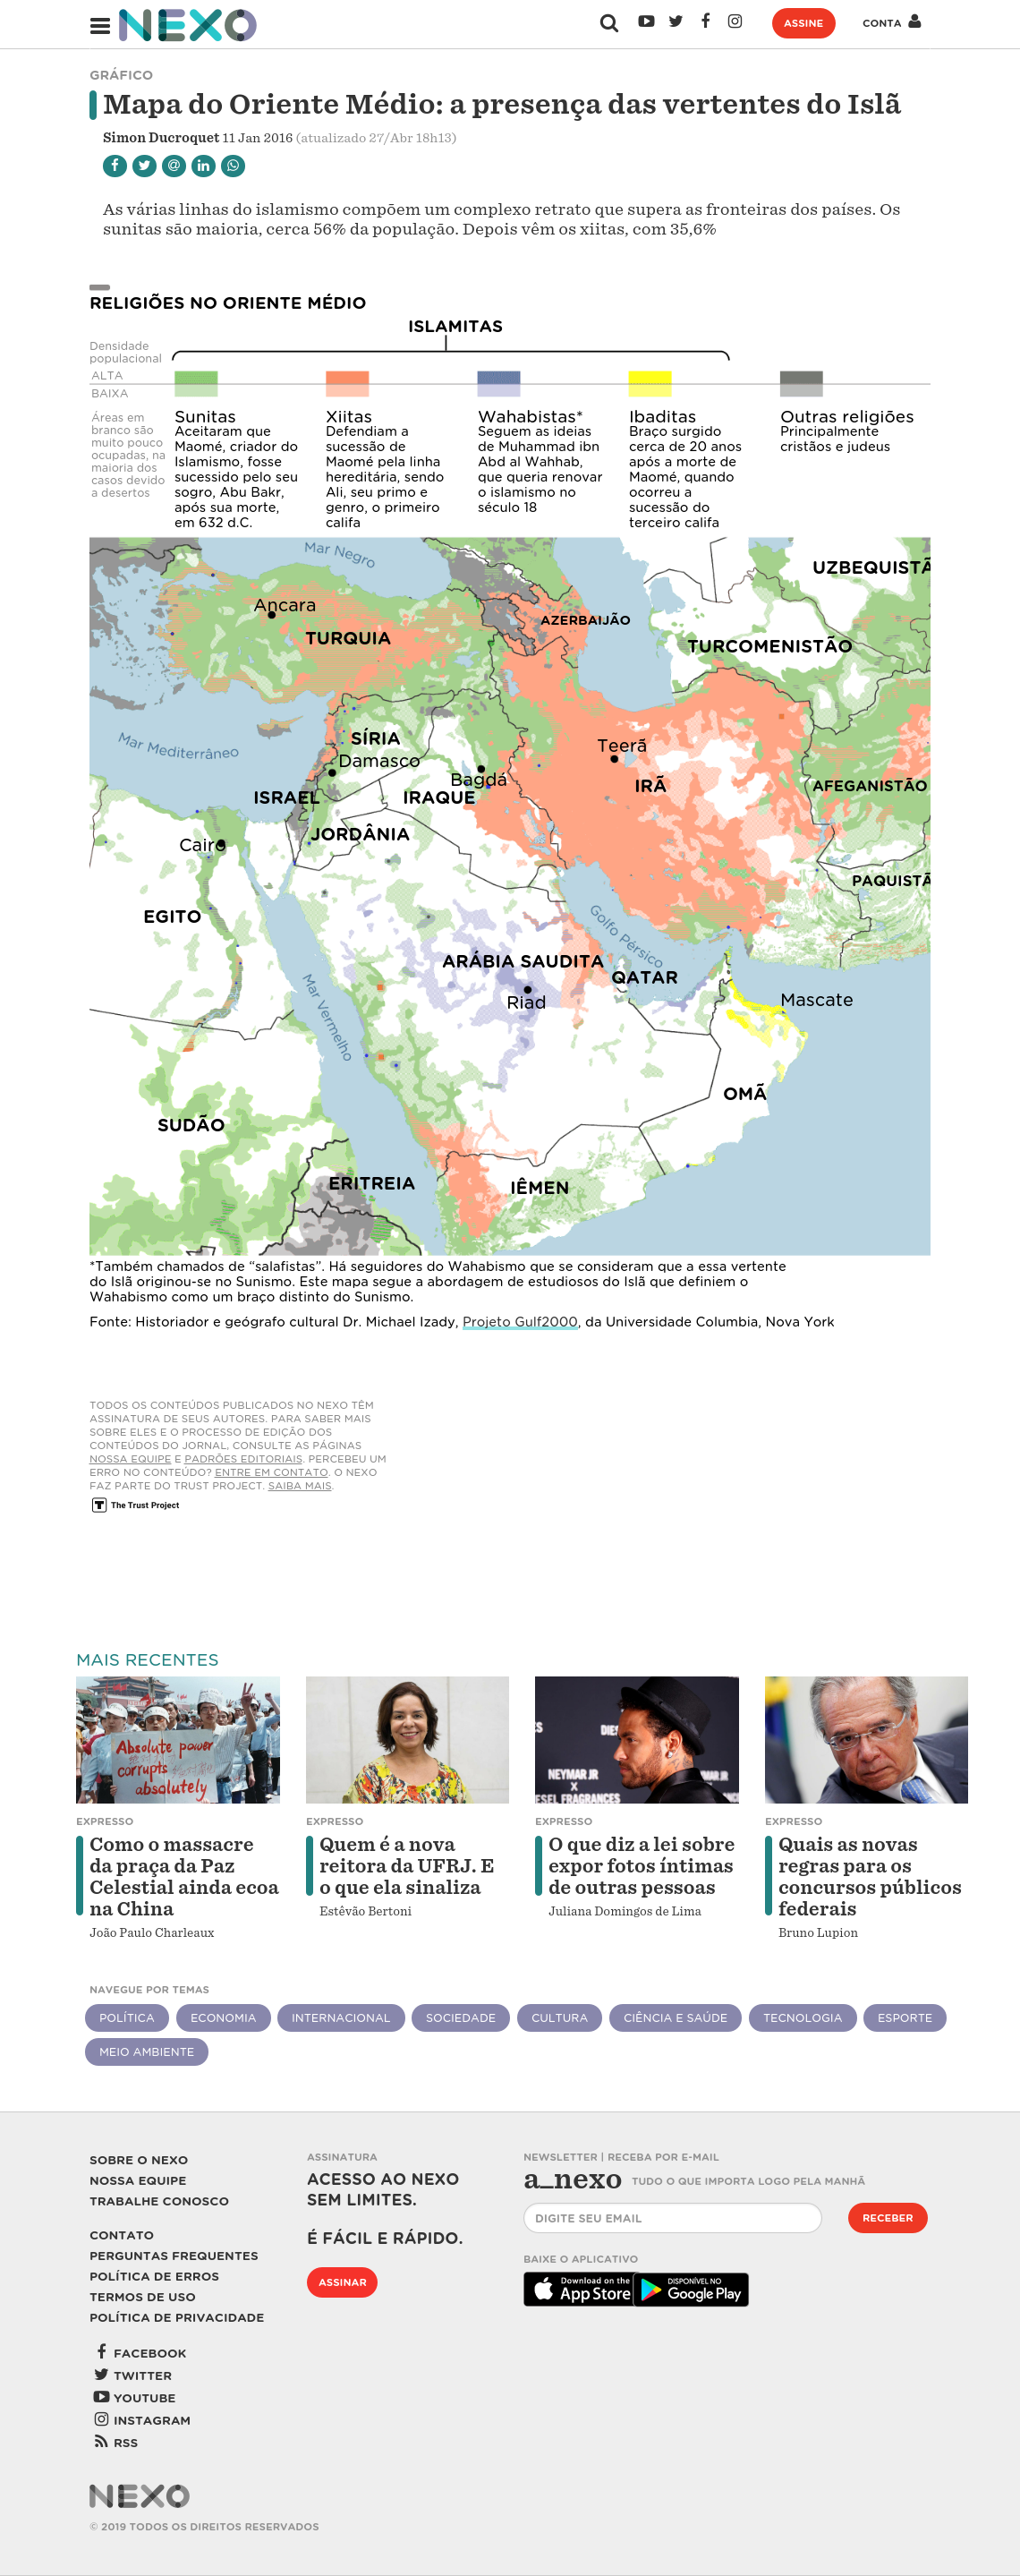 NEXO
ASSINE
CONTA
GRÁFICO
Mapa do Oriente Médio: a presença das vertentes do Islã
Simon Ducroquet 11 Jan 2016 (atualizado 27/Abr 18h13)
As várias linhas do islamismo compõem um complexo retrato que supera as fronteiras dos países. Os
sunitas são maioria, cerca 56% da população. Depois vêm os xiitas, com 35,6%
RELIGIÕES NO ORIENTE MÉDIO
ISLAMITAS
Densidade
populacional
ALTA
BAIXA
Áreas em
branco são
muito pouco
ocupadas, na
maioria dos
casos devido
a desertos
Sunitas
Aceitaram que
Maomé, criador do
Islamismo, fosse
sucessido pelo seu
sogro, Abu Bakr,
após sua morte,
em 632 d.C.
Xiitas
Defendiam a
sucessão de
Maomé pela linha
hereditária, sendo
Ali, seu primo e
genro, o primeiro
califa
Wahabistas*
Seguem as ideias
de Muhammad ibn
Abd al Wahhab,
que queria renovar
o islamismo no
século 18
Ibaditas
Braço surgido
cerca de 20 anos
após a morte de
Maomé, quando
ocorreu a
sucessão do
terceiro califa
Outras religiões
Principalmente
cristãos e judeus
Mar Negro
UZBEQUISTÃ
Ancara
AZERBAIJÃO
TURQUIA
TURCOMENISTÃO
SÍRIA
Mar Mediterrâneo
Teerã
Damasco
Bagdá
IRÃ
AFEGANISTÃO
ISRAEL
IRAQUE
JORDÂNIA
Cairo
PAQUISTÃ
EGITO
Golfo Pérsico
ARÁBIA SAUDITA
QATAR
Riad
Mascate
Mar Vermelho
OMÃ
SUDÃO
ERITREIA
IÊMEN
*Também chamados de “salafistas”. Há seguidores do Wahabismo que se consideram que a essa vertente
do Islã originou-se no Sunismo. Este mapa segue a abordagem de estudiosos do Islã que definiem o
Wahabismo como um braço distinto do Sunismo.
Fonte: Historiador e geógrafo cultural Dr. Michael Izady, Projeto Gulf2000, da Universidade Columbia, Nova York
TODOS OS CONTEÚDOS PUBLICADOS NO NEXO TÊM
ASSINATURA DE SEUS AUTORES. PARA SABER MAIS
SOBRE ELES E O PROCESSO DE EDIÇÃO DOS
CONTEÚDOS DO JORNAL, CONSULTE AS PÁGINAS
NOSSA EQUIPE E PADRÕES EDITORIAIS. PERCEBEU UM
ERRO NO CONTEÚDO? ENTRE EM CONTATO. O NEXO
FAZ PARTE DO TRUST PROJECT. SAIBA MAIS.
T The Trust Project
MAIS RECENTES
Absolute power
corrupts
absolutely
NEYMAR JR
X
ESEL FRAGRANCES
EXPRESSO
Como o massacre
da praça da Paz
Celestial ainda ecoa
na China
João Paulo Charleaux
EXPRESSO
Quem é a nova
reitora da UFRJ. E
o que ela sinaliza
Estêvão Bertoni
EXPRESSO
O que diz a lei sobre
expor fotos íntimas
de outras pessoas
Juliana Domingos de Lima
EXPRESSO
Quais as novas
regras para os
concursos públicos
federais
Bruno Lupion
NAVEGUE POR TEMAS
POLÍTICA
ECONOMIA
INTERNACIONAL
SOCIEDADE
CULTURA
CIÊNCIA E SAÚDE
TECNOLOGIA
ESPORTE
MEIO AMBIENTE
SOBRE O NEXO
NOSSA EQUIPE
TRABALHE CONOSCO
CONTATO
PERGUNTAS FREQUENTES
POLÍTICA DE ERROS
TERMOS DE USO
POLÍTICA DE PRIVACIDADE
FACEBOOK
TWITTER
YOUTUBE
INSTAGRAM
RSS
ASSINATURA
ACESSO AO NEXO
SEM LIMITES.
É FÁCIL E RÁPIDO.
ASSINAR
NEWSLETTER | RECEBA POR E-MAIL
a_nexo TUDO O QUE IMPORTA LOGO PELA MANHÃ
DIGITE SEU EMAIL
RECEBER
BAIXE O APLICATIVO
Download on the
App Store
DISPONÍVEL NO
Google Play
NEXO
© 2019 TODOS OS DIREITOS RESERVADOS